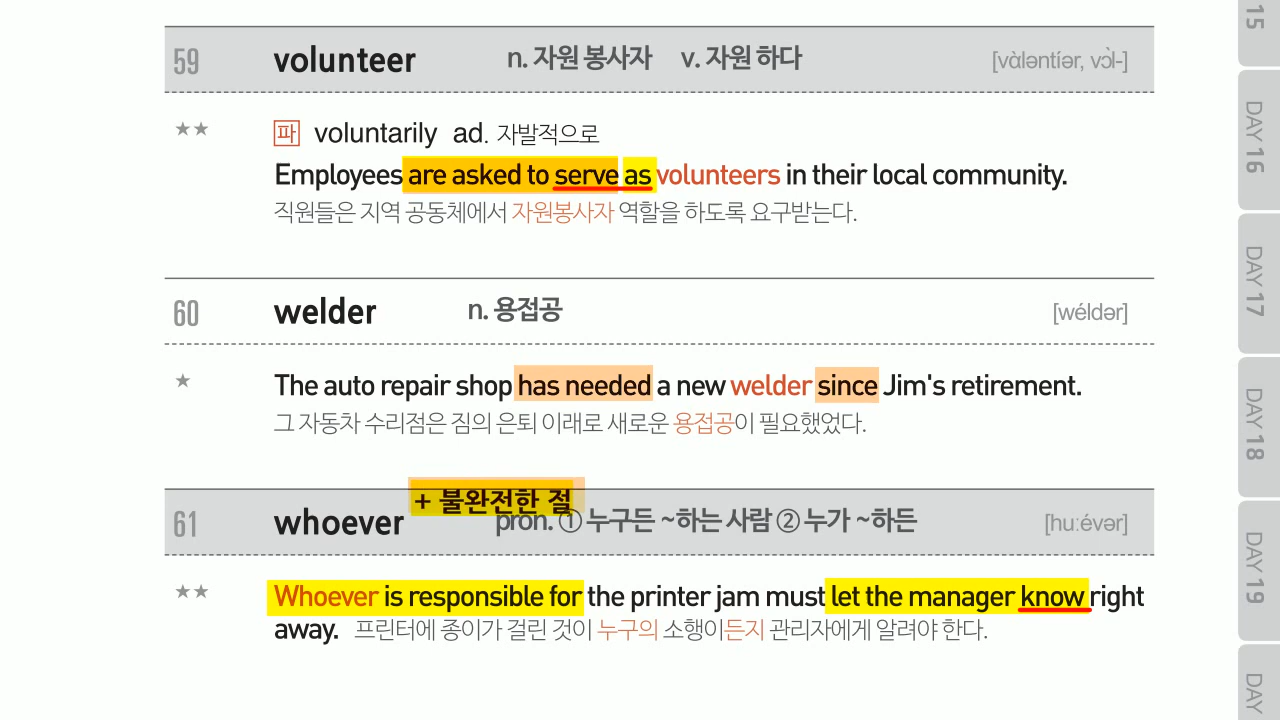 59 volunteer n. 자원 봉사자 v. 자원 하다 [vὰləntíər, vɔ̀l-]
★★ 파 voluntarily ad. 자발적으로
Employees are asked to serve as volunteers in their local community.
직원들은 지역 공동체에서 자원봉사자 역할을 하도록 요구받는다.
60 welder n. 용접공 [wéldər]
★ The auto repair shop has needed a new welder since Jim's retirement.
그 자동차 수리점은 짐의 은퇴 이래로 새로운 용접공이 필요했었다.
+ 불완전한 절
61 whoever pron. ① 누구든 ~하는 사람 ② 누가 ~하든 [hu:évər]
★★ Whoever is responsible for the printer jam must let the manager know right
away. 프린터에 종이가 걸린 것이 누구의 소행이든지 관리자에게 알려야 한다.
15
DAY 16
DAY 17
DAY 18
DAY 19
DAY